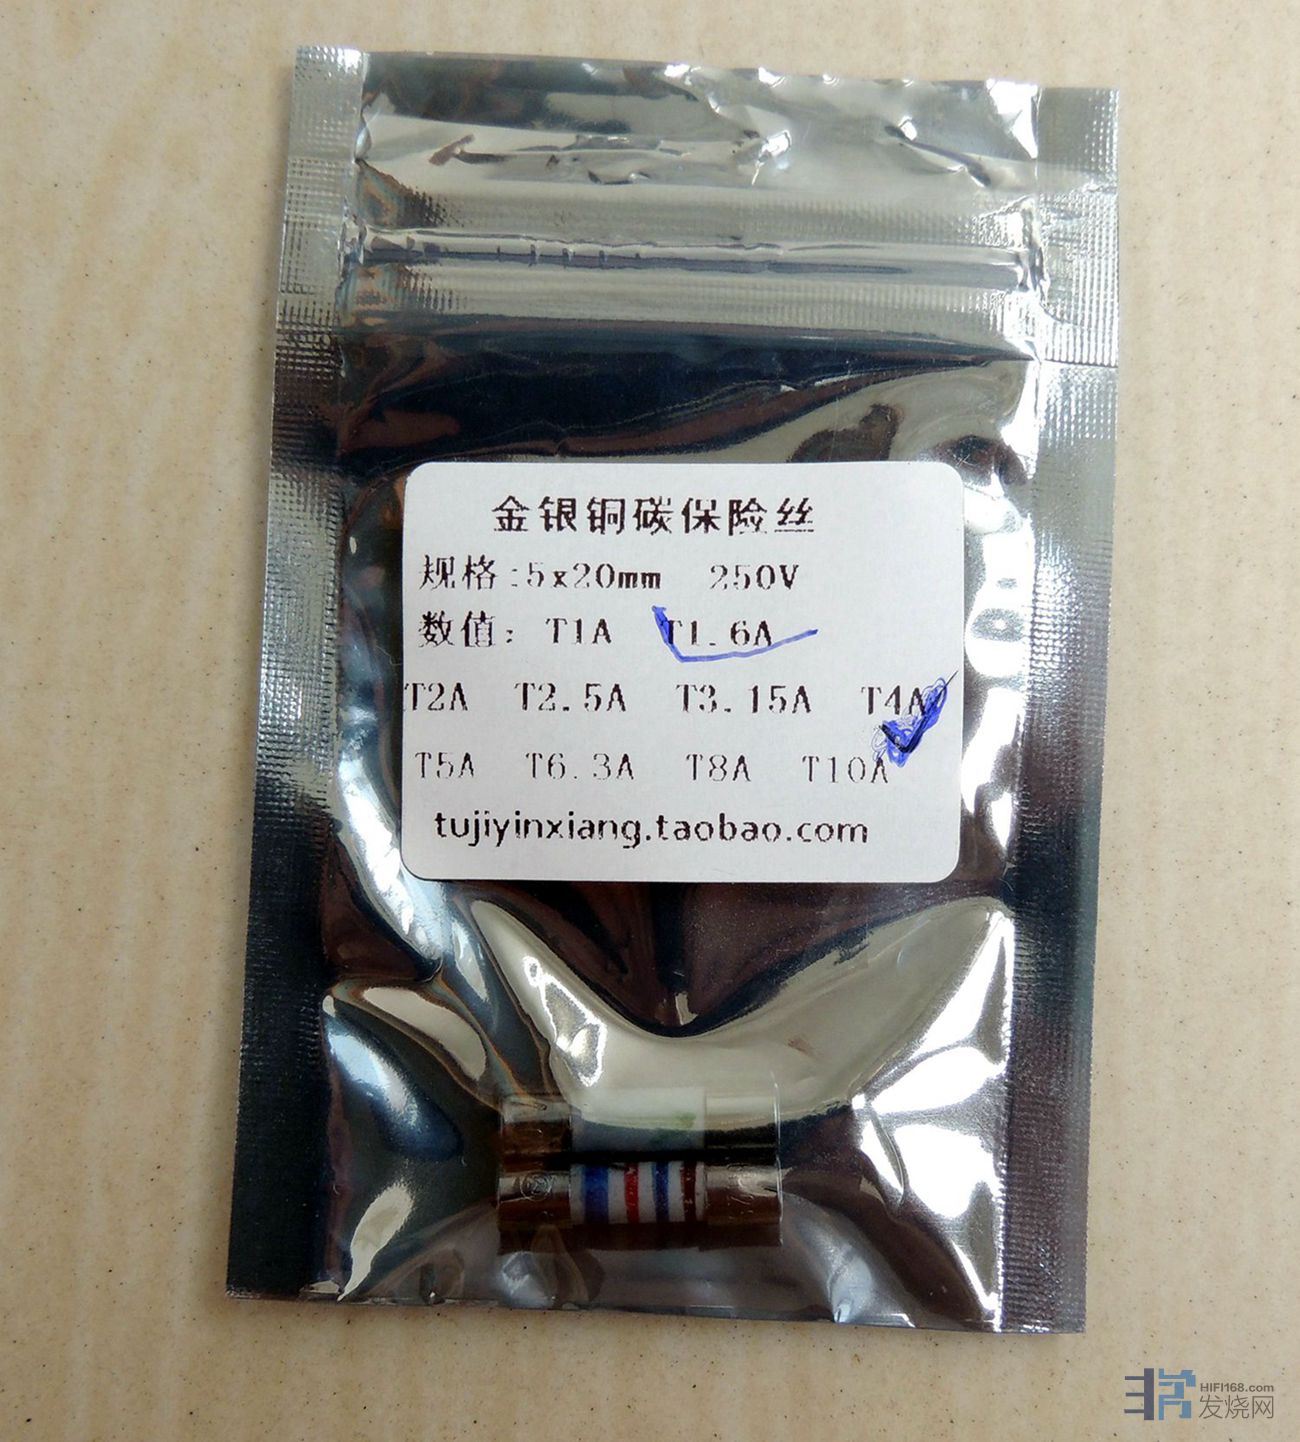 金银铜碳保险丝
规格:5x20mm 250V
数值: T1A T1.6A
T2A T2.5A T3.15A T4A
T5A T6.3A T8A T10A
tujiyinxiang.taobao.com
HIFI168.com
发烧网